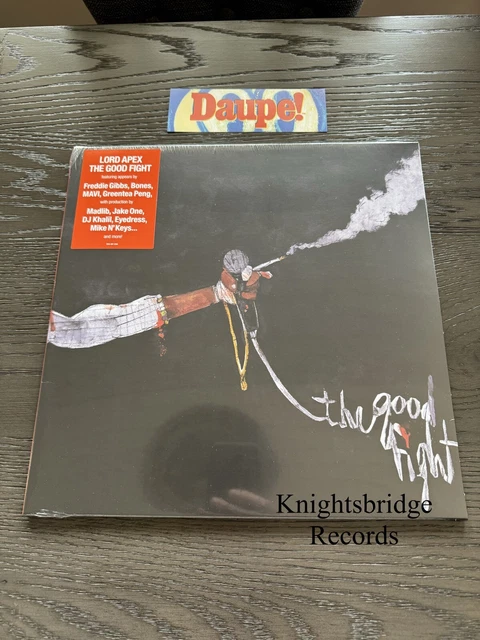 Daupe!
LORD APEX
THE GOOD FIGHT
featuring appears by
Freddie Gibbs, Bones,
MAVI, Greentea Peng,
with production by
Madlib, Jake One,
DJ Khalil, Eyedress,
Mike N' Keys...
and more!
the good
fight
Knightsbridge
Records